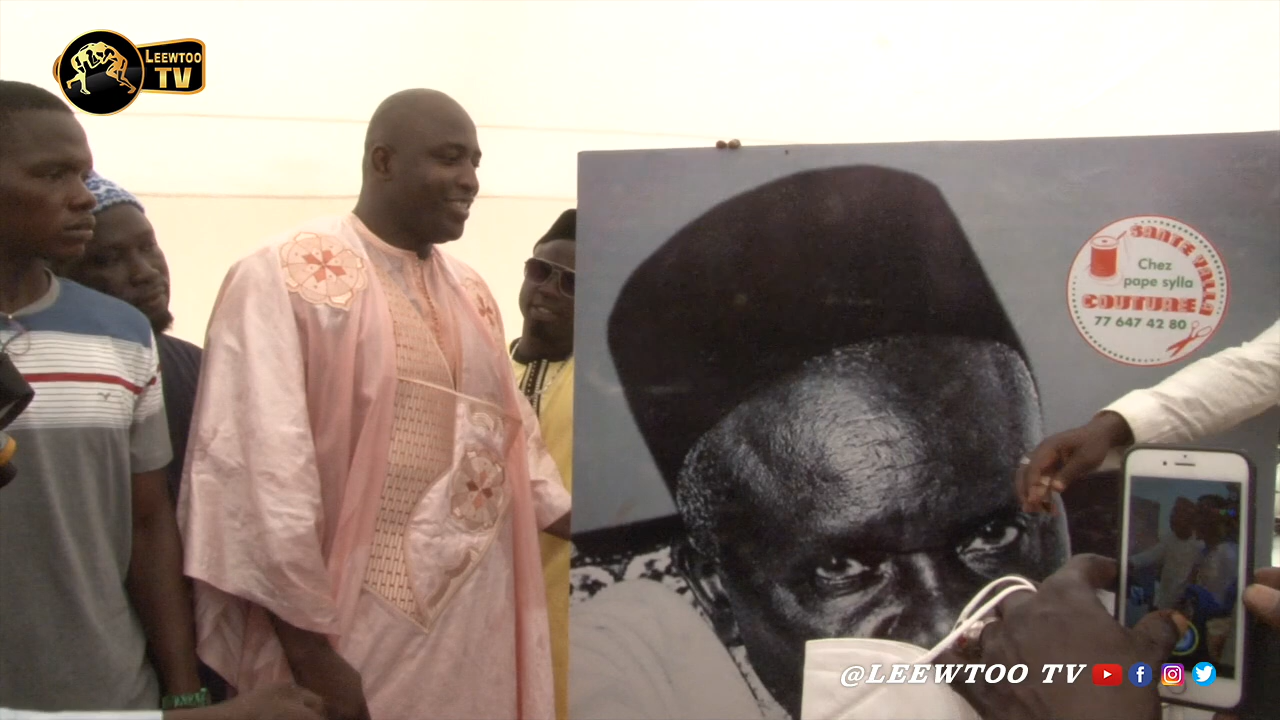 LEEWTOO
TV
SANTE YALLA
Chez
pape sylla
COUTURE
77 647 42 80
@LEEWTOO TV